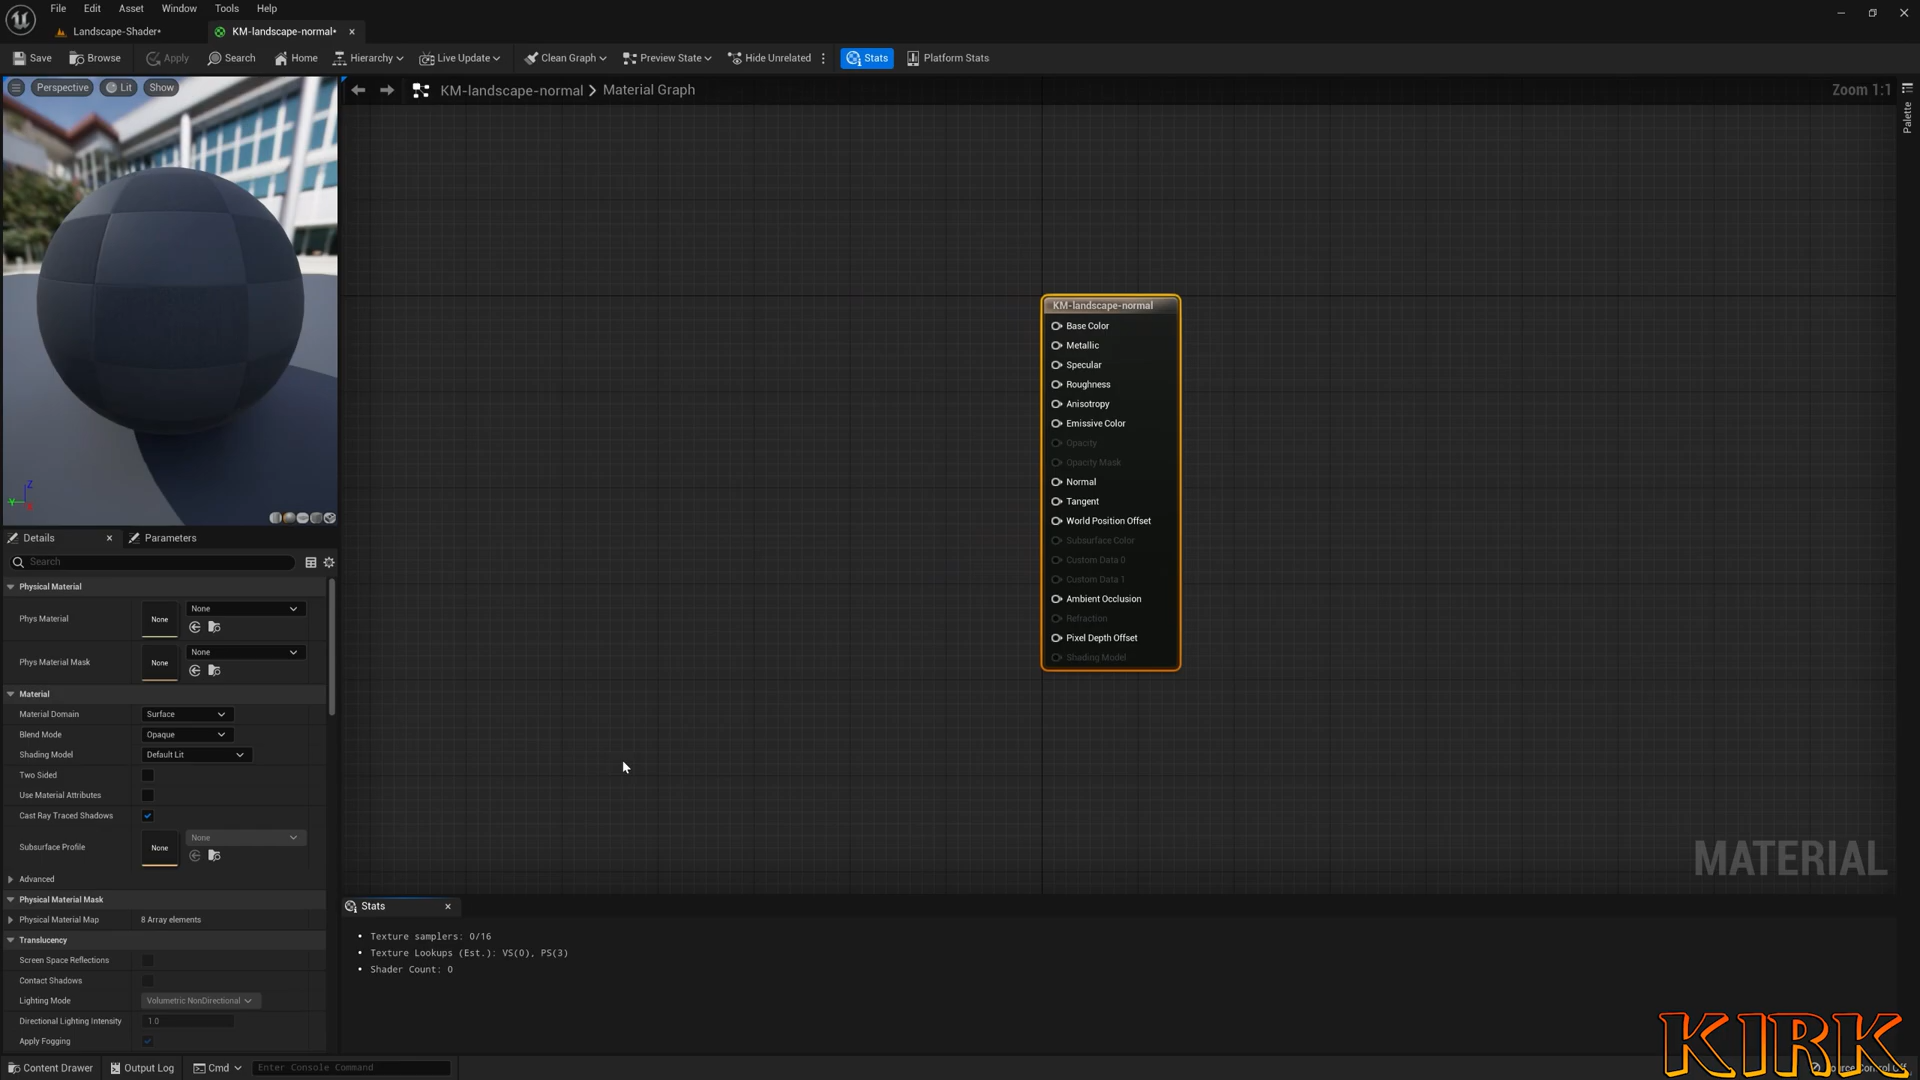 File Edit Asset Window Tools Help
Landscape-Shader* KM-landscape-normal*
Save Browse Apply Search Home Hierarchy Live Update Clean Graph Preview State Hide Unrelated Stats Platform Stats
Perspective Lit Show
KM-landscape-normal > Material Graph
Zoom 1:1
Palette
KM-landscape-normal
Base Color
Metallic
Specular
Roughness
Anisotropy
Emissive Color
Opacity
Opacity Mask
Normal
Tangent
World Position Offset
Subsurface Color
Custom Data 0
Custom Data 1
Ambient Occlusion
Refraction
Pixel Depth Offset
Shading Model
MATERIAL
Z
Y
Details Parameters
Search
Physical Material
Phys Material None None
Phys Material Mask None None
Material
Material Domain Surface
Blend Mode Opaque
Shading Model Default Lit
Two Sided
Use Material Attributes
Cast Ray Traced Shadows
Subsurface Profile None None
Advanced
Physical Material Mask
Physical Material Map 8 Array elements
Translucency
Screen Space Reflections
Contact Shadows
Lighting Mode Volumetric NonDirectional
Directional Lighting Intensity 1.0
Apply Fogging
Stats
Texture samplers: 0/16
Texture Lookups (Est.): VS(0), PS(3)
Shader Count: 0
Content Drawer Output Log Cmd Enter Console Command
KIRK